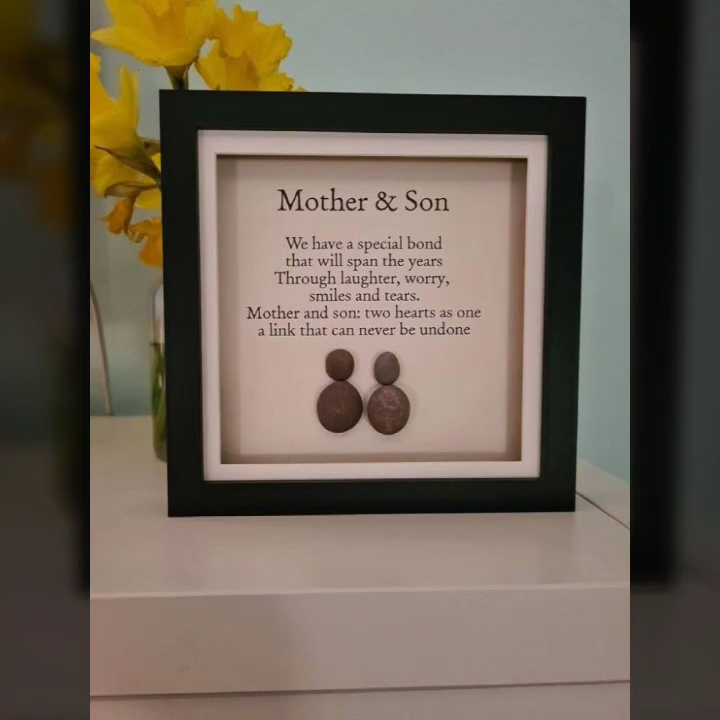 Mother & Son
We have a special bond
that will span the years
Through laughter, worry,
smiles and tears.
Mother and son: two hearts as one
a link that can never be undone